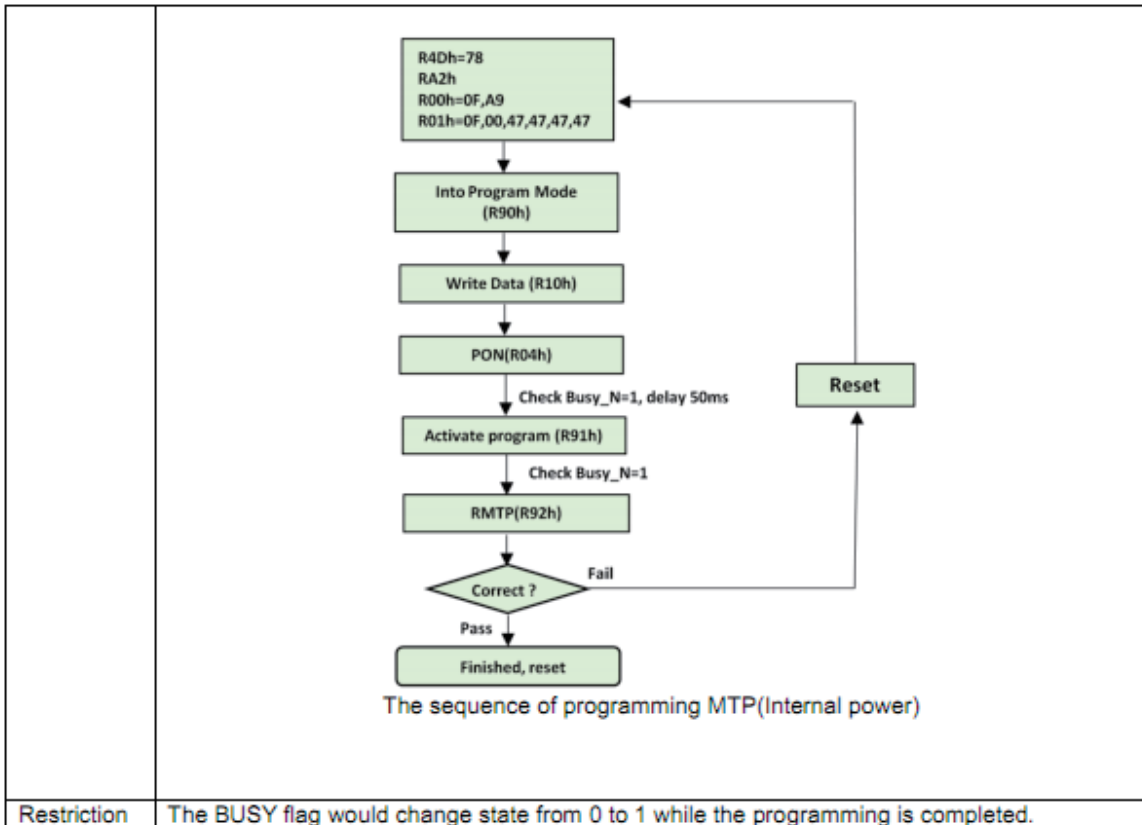 R4Dh=78
RA2h
R00h=0F,A9
R01h=0F,00,47,47,47,47
Into Program Mode
(R90h)
Write Data (R10h)
PON(R04h)
Check Busy_N=1, delay 50ms
Activate program (R91h)
Check Busy_N=1
RMTP(R92h)
Correct ?
Fail
Reset
Pass
Finished, reset
The sequence of programming MTP(Internal power)
Restriction The BUSY flag would change state from 0 to 1 while the programming is completed.